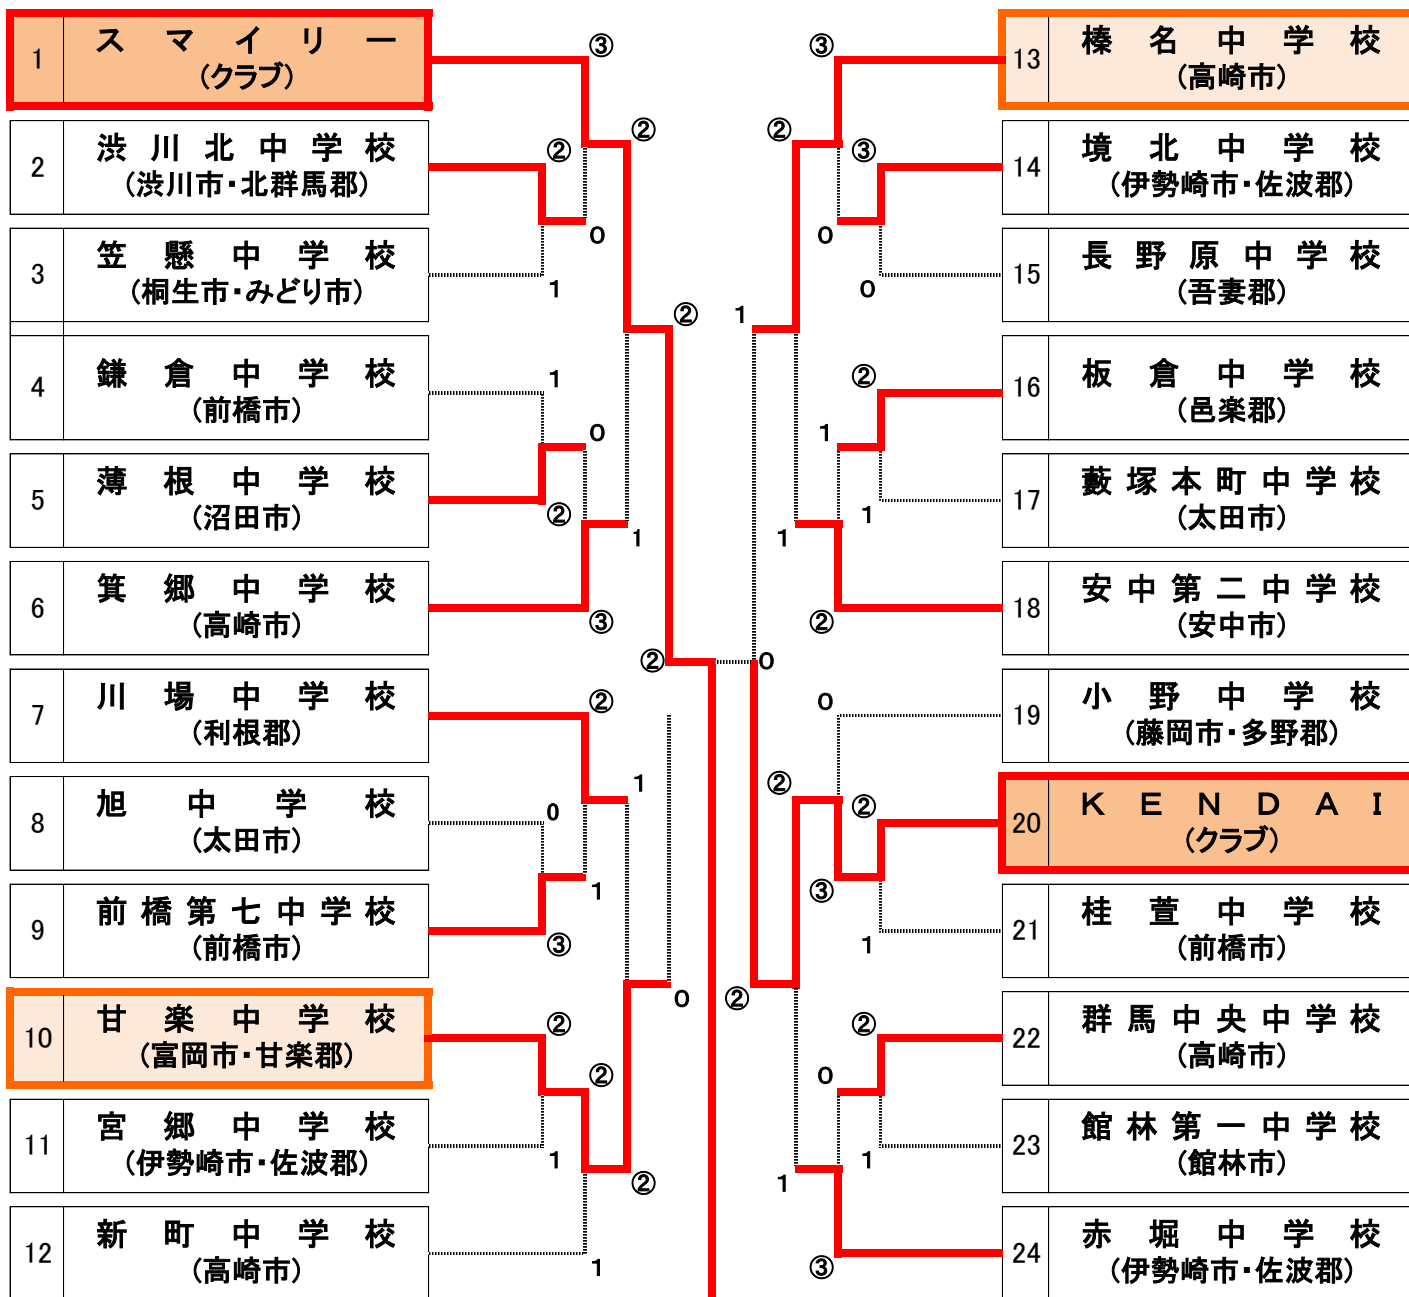 1
スマイリー
(クラブ)
2
渋川北中学校
(渋川市・北群馬郡)
3
笠懸中学校
(桐生市・みどり市)
4
鎌倉中学校
(前橋市)
5
薄根中学校
(沼田市)
6
箕郷中学校
(高崎市)
7
川場中学校
(利根郡)
8
旭中学校
(太田市)
9
前橋第七中学校
(前橋市)
10
甘楽中学校
(富岡市・甘楽郡)
11
宮郷中学校
(伊勢崎市・佐波郡)
12
新町中学校
(高崎市)
③
②
②
0
1
②
1
0
②
1
③
②
②
1
0
1
③
0
②
②
1
②
1
③
②
③
0
0
1
②
1
1
1
②
0
0
②
②
③
1
②
②
0
1
1
③
13
榛名中学校
(高崎市)
14
境北中学校
(伊勢崎市・佐波郡)
15
長野原中学校
(吾妻郡)
16
板倉中学校
(邑楽郡)
17
藪塚本町中学校
(太田市)
18
安中第二中学校
(安中市)
19
小野中学校
(藤岡市・多野郡)
20
KENDAI
(クラブ)
21
桂萱中学校
(前橋市)
22
群馬中央中学校
(高崎市)
23
館林第一中学校
(館林市)
24
赤堀中学校
(伊勢崎市・佐波郡)